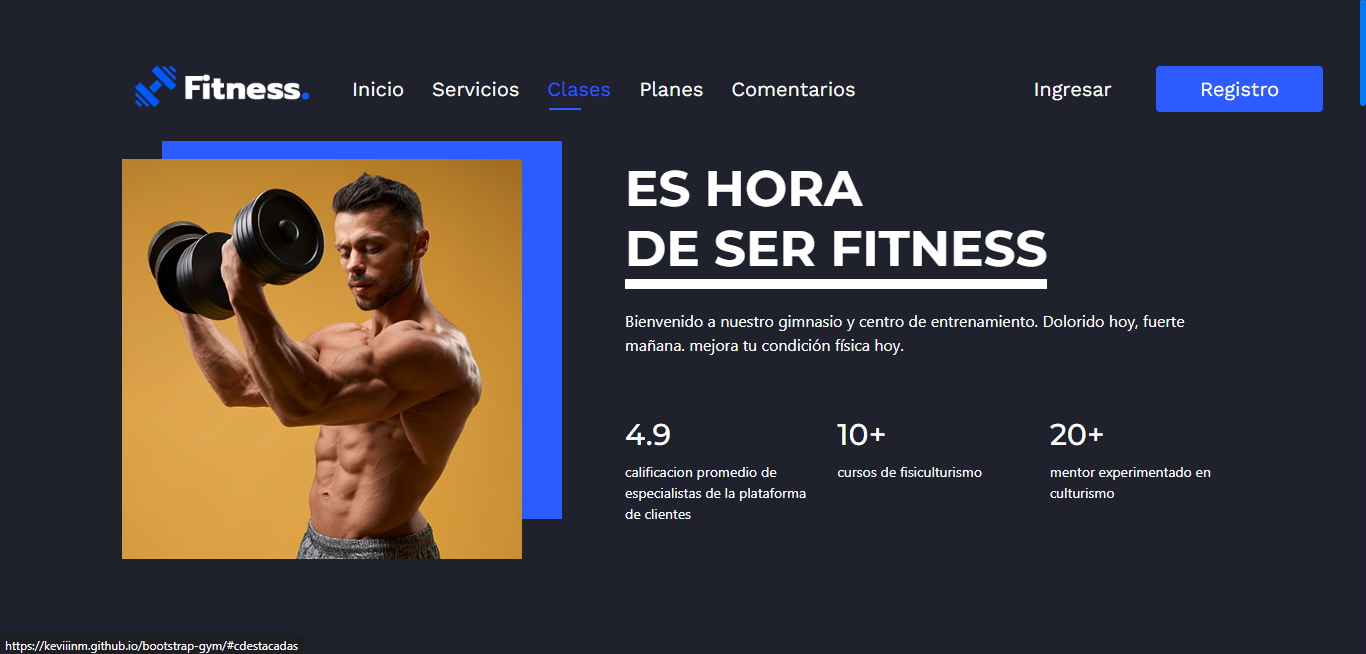 Fitness.
Inicio Servicios Clases Planes Comentarios Ingresar Registro
ES HORA
DE SER FITNESS
Bienvenido a nuestro gimnasio y centro de entrenamiento. Dolorido hoy, fuerte
mañana. mejora tu condición física hoy.
4.9
calificacion promedio de
especialistas de la plataforma
de clientes
10+
cursos de fisiculturismo
20+
mentor experimentado en
culturismo
https://keviiinm.github.io/bootstrap-gym/#cdestacadas